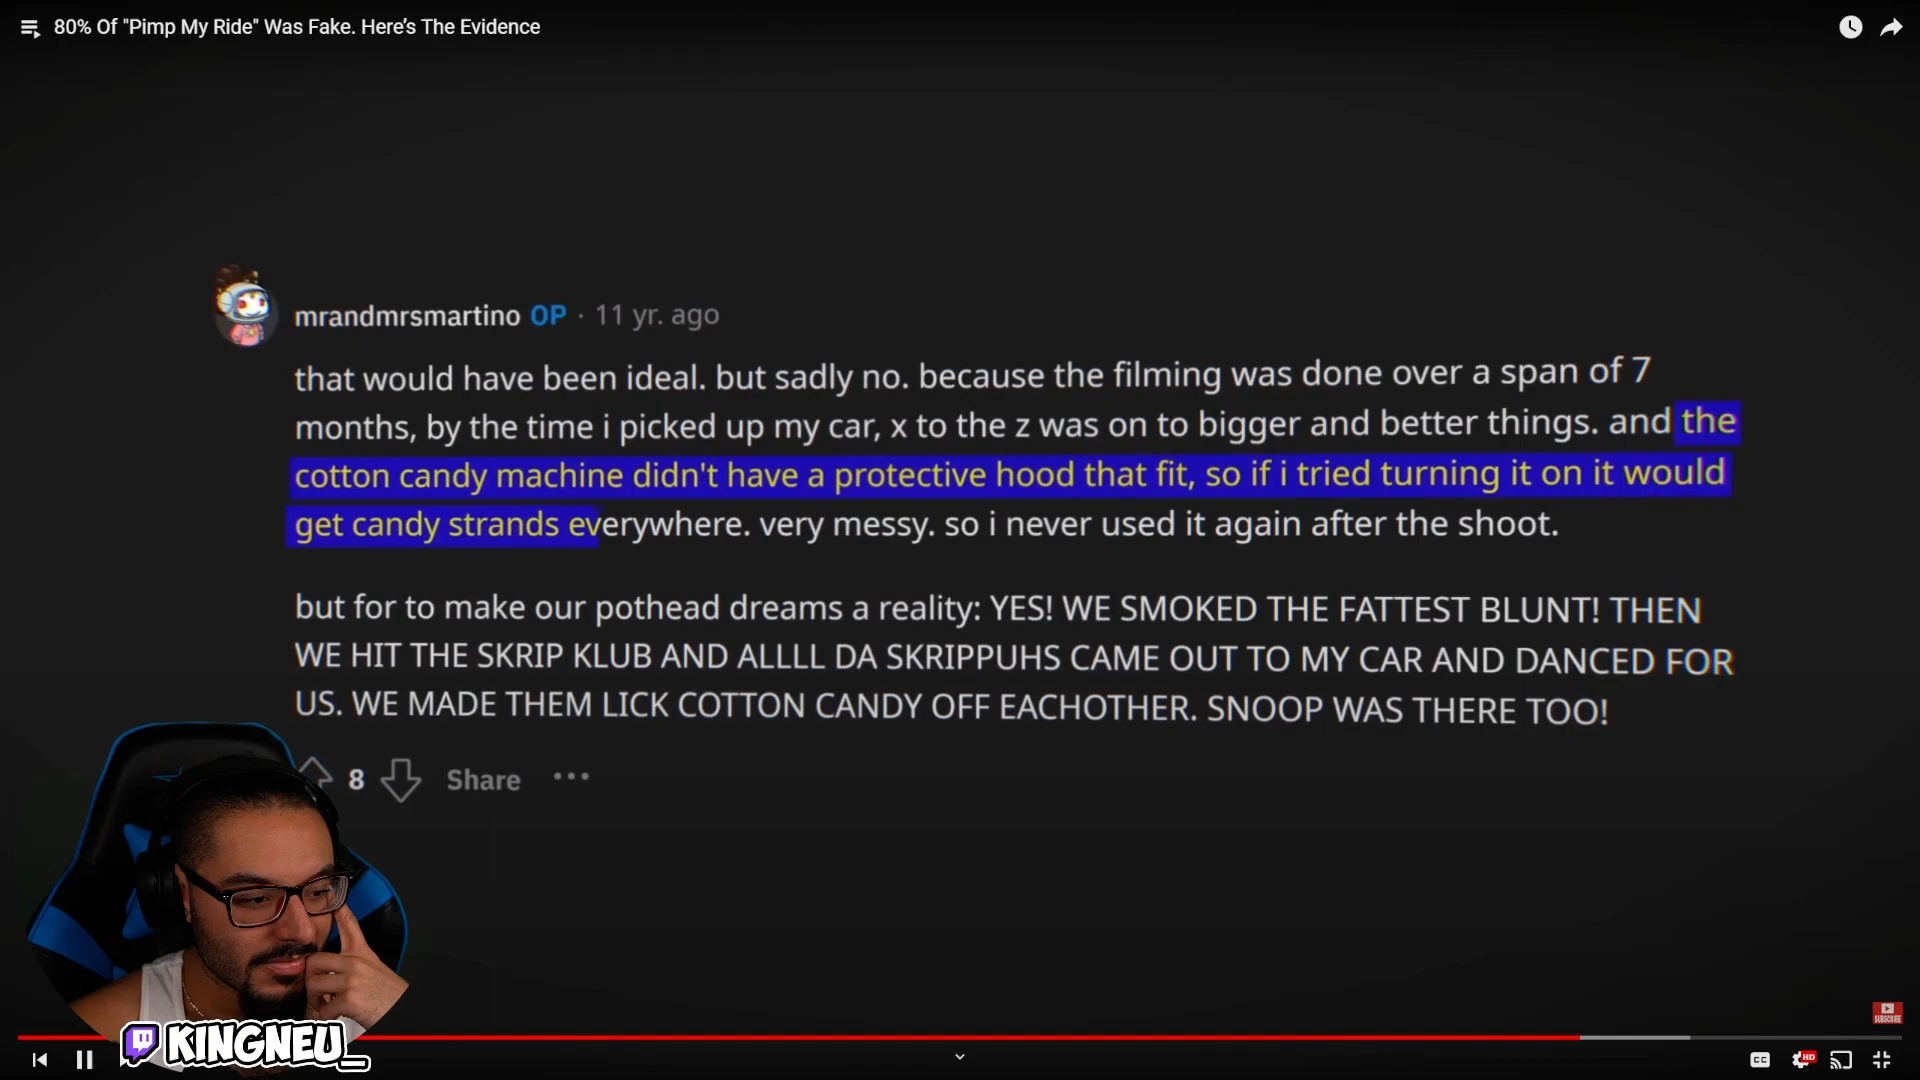 80% Of "Pimp My Ride" Was Fake. Here’s The Evidence
mrandmrsmartino OP · 11 yr. ago
that would have been ideal. but sadly no. because the filming was done over a span of 7
months, by the time i picked up my car, x to the z was on to bigger and better things. and the
cotton candy machine didn't have a protective hood that fit, so if i tried turning it on it would
get candy strands everywhere. very messy. so i never used it again after the shoot.
but for to make our pothead dreams a reality: YES! WE SMOKED THE FATTEST BLUNT! THEN
WE HIT THE SKRIP KLUB AND ALLLL DA SKRIPPUHS CAME OUT TO MY CAR AND DANCED FOR
US. WE MADE THEM LICK COTTON CANDY OFF EACHOTHER. SNOOP WAS THERE TOO!
8 Share
SUBSCRIBE
KINGNEU_
CC HD